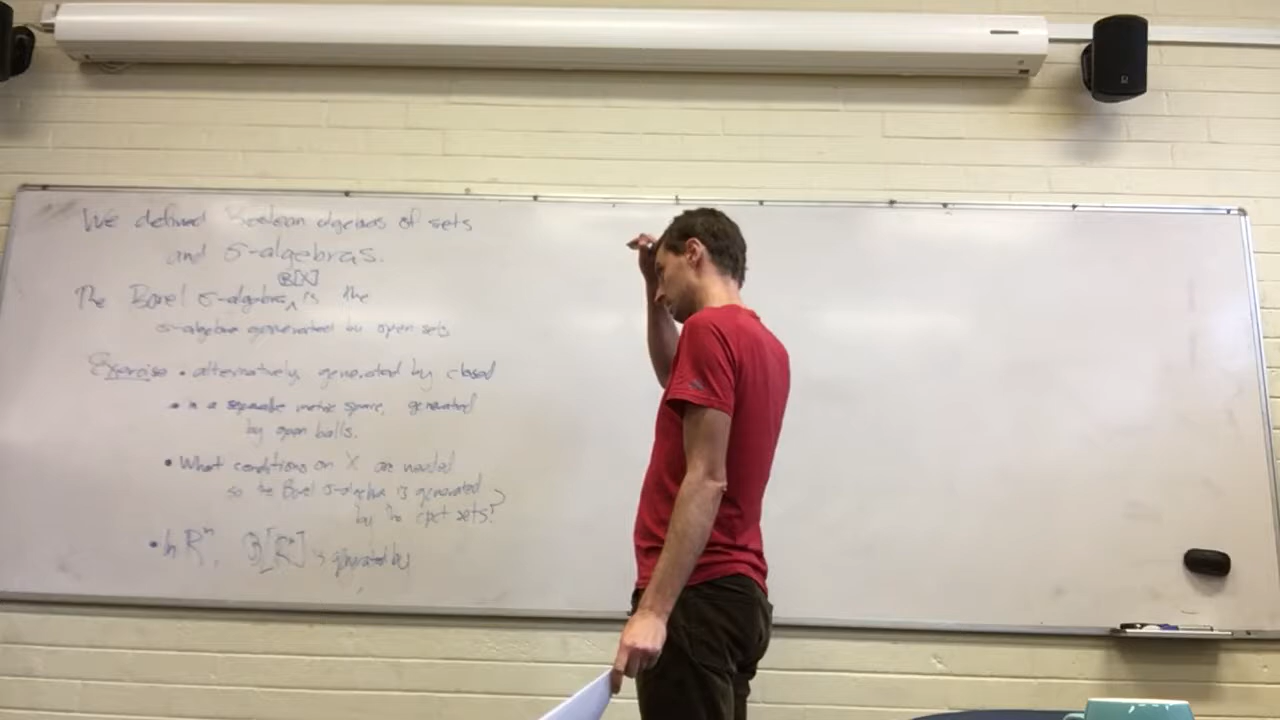 We defined Boolean algebras of sets
and σ-algebras.
B[X]
The Borel σ-algebra ^ is the
σ-algebra generated by open sets
Exercise • alternatively generated by closed
• in a separable metric space, generated
by open balls.
• What conditions on X are needed
so the Borel σ-algebra is generated
by the cpct sets?
• In Rⁿ, B[Rⁿ] is generated by